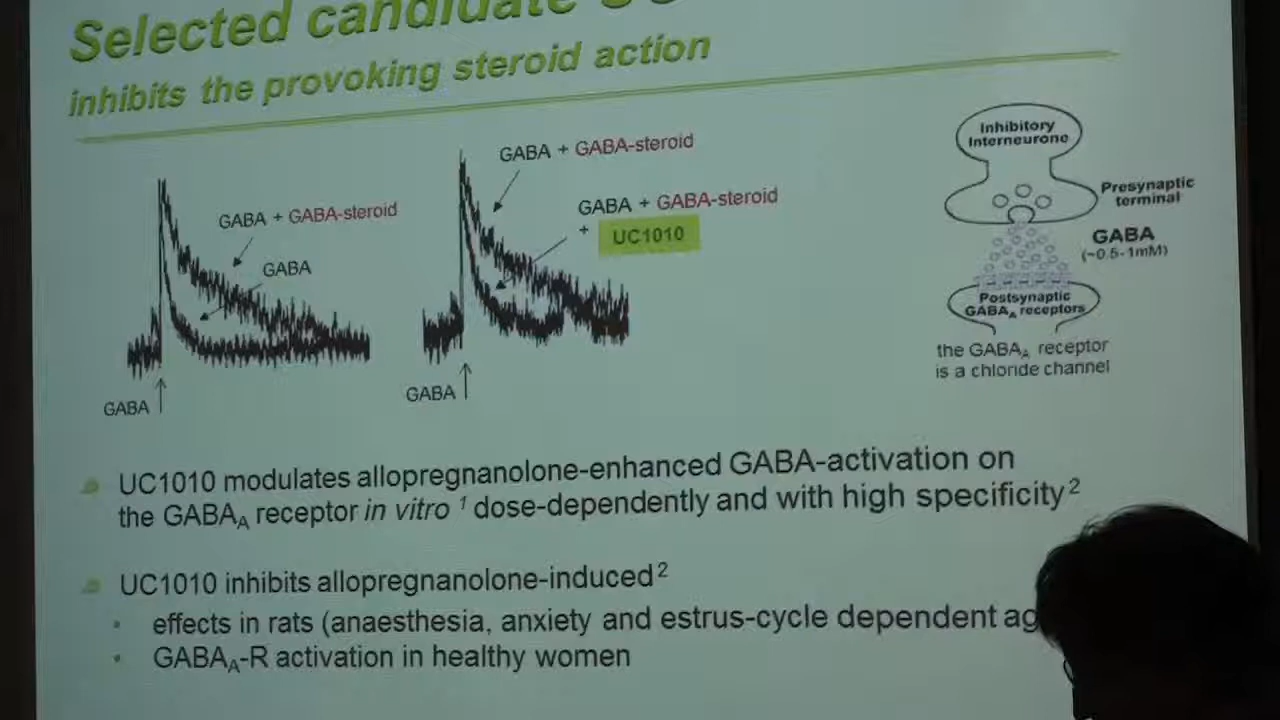 Selected candidate
inhibits the provoking steroid action
GABA + GABA-steroid
GABA
GABA
GABA + GABA-steroid
GABA + GABA-steroid
+ UC1010
GABA
Inhibitory
Interneurone
Presynaptic
terminal
GABA
(~0.5-1mM)
Postsynaptic
GABAA receptors
the GABAA receptor
is a chloride channel
UC1010 modulates allopregnanolone-enhanced GABA-activation on
the GABAA receptor in vitro 1 dose-dependently and with high specificity 2
UC1010 inhibits allopregnanolone-induced 2
effects in rats (anaesthesia, anxiety and estrus-cycle dependent
GABAA-R activation in healthy women